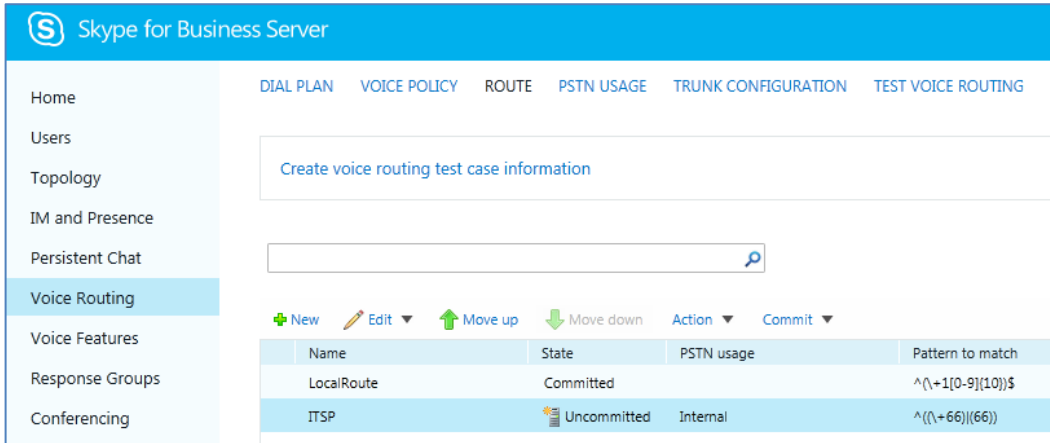 Skype for Business Server
Home
Users
Topology
IM and Presence
Persistent Chat
Voice Routing
Voice Features
Response Groups
Conferencing
DIAL PLAN VOICE POLICY ROUTE PSTN USAGE TRUNK CONFIGURATION TEST VOICE ROUTING
Create voice routing test case information
New Edit Move up Move down Action Commit
Name State PSTN usage Pattern to match
LocalRoute Committed ^(\+1[0-9]{10})$
ITSP Uncommitted Internal ^((\+66)|(66))